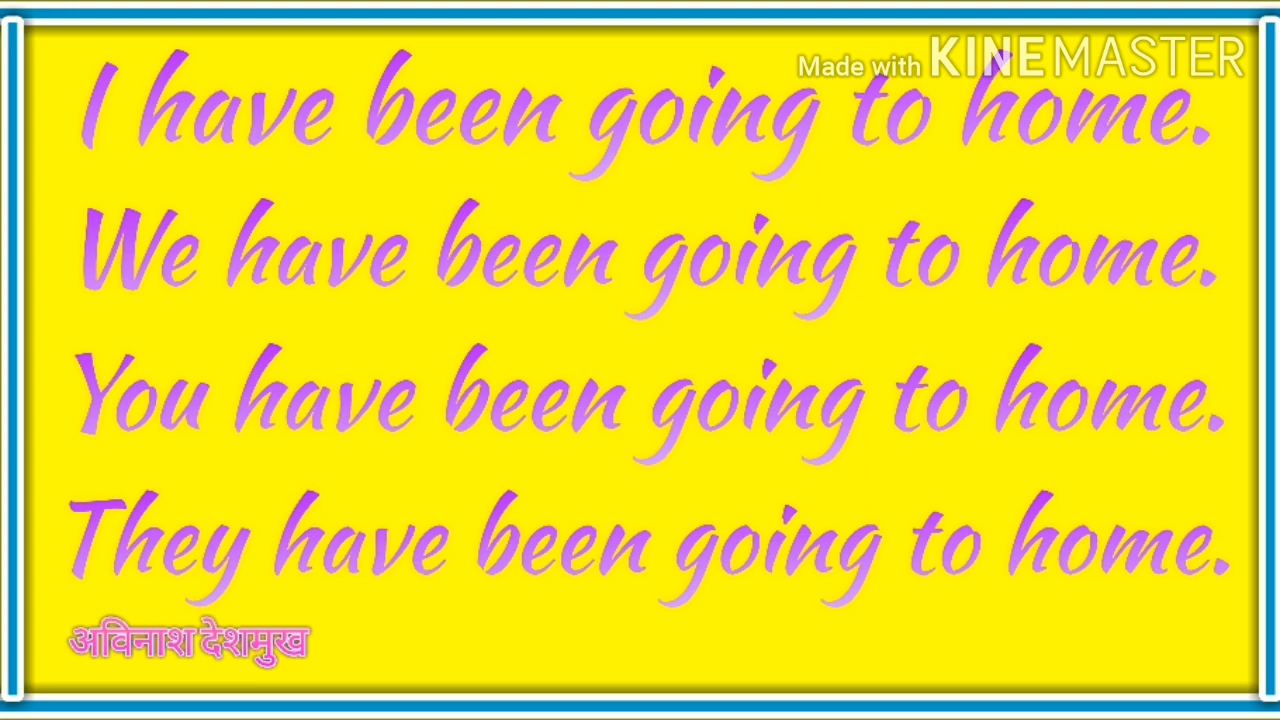 Made with KINEMASTER
I have been going to home.
We have been going to home.
You have been going to home.
They have been going to home.
अविनाश देशमुख